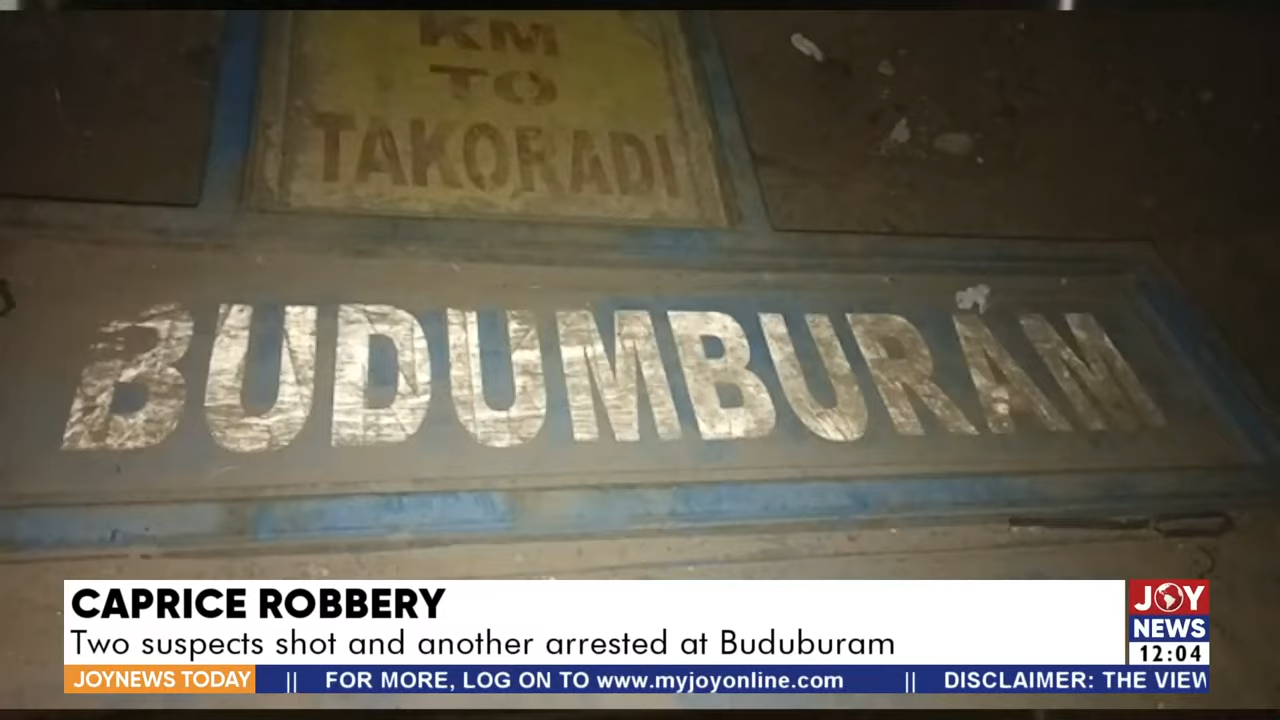 KM
TO
TAKORADI
BUDUMBURAM
CAPRICE ROBBERY
Two suspects shot and another arrested at Buduburam
JOY
NEWS
12:04
JOYNEWS TODAY || FOR MORE, LOG ON TO www.myjoyonline.com || DISCLAIMER: THE VIEW